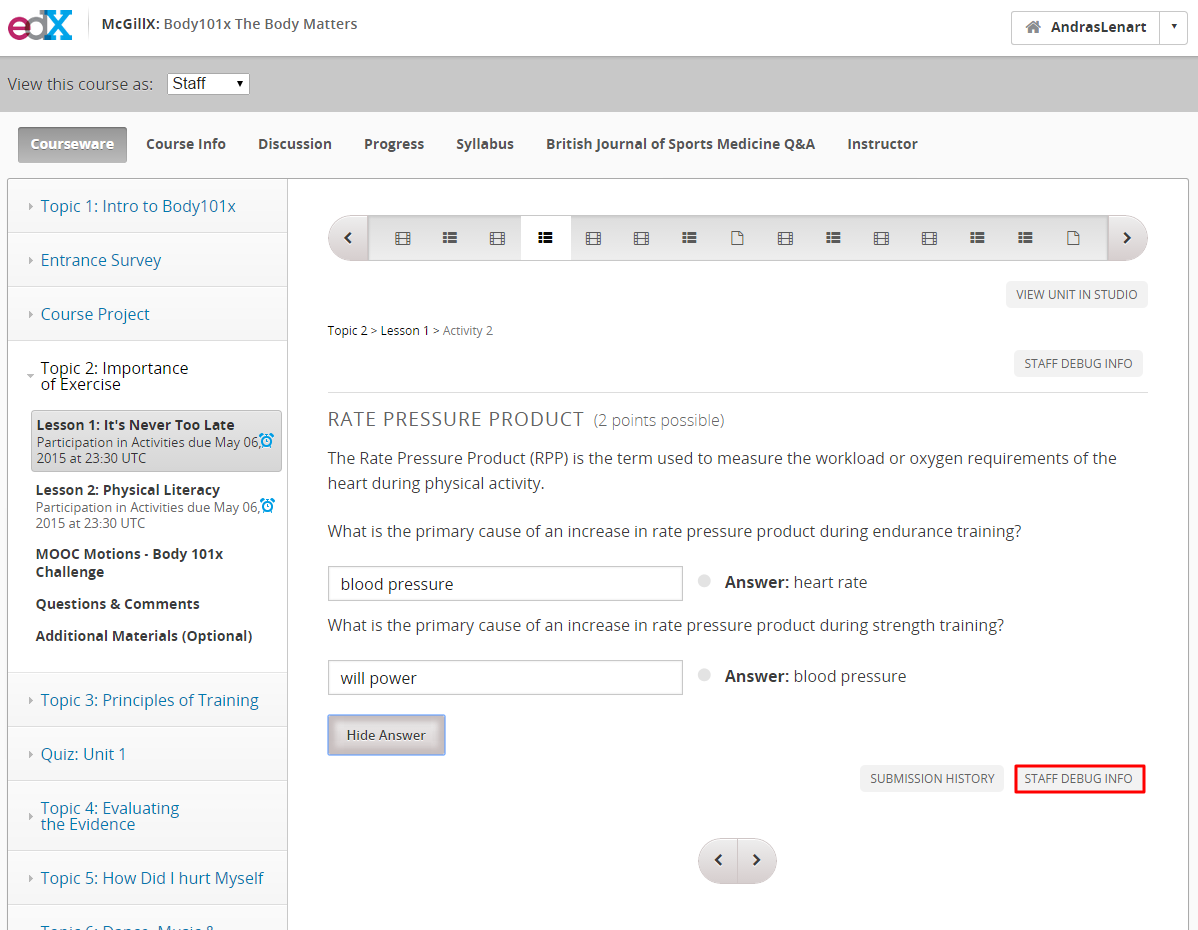 edX
McGillX: Body101x The Body Matters
AndrasLenart
View this course as: Staff
Courseware Course Info Discussion Progress Syllabus British Journal of Sports Medicine Q&A Instructor
Topic 1: Intro to Body101x
Entrance Survey
Course Project
Topic 2: Importance
of Exercise
Lesson 1: It's Never Too Late
Participation in Activities due May 06,
2015 at 23:30 UTC
Lesson 2: Physical Literacy
Participation in Activities due May 06,
2015 at 23:30 UTC
MOOC Motions - Body 101x
Challenge
Questions & Comments
Additional Materials (Optional)
Topic 3: Principles of Training
Quiz: Unit 1
Topic 4: Evaluating
the Evidence
Topic 5: How Did I hurt Myself
VIEW UNIT IN STUDIO
Topic 2 > Lesson 1 > Activity 2
STAFF DEBUG INFO
RATE PRESSURE PRODUCT (2 points possible)
The Rate Pressure Product (RPP) is the term used to measure the workload or oxygen requirements of the
heart during physical activity.
What is the primary cause of an increase in rate pressure product during endurance training?
blood pressure Answer: heart rate
What is the primary cause of an increase in rate pressure product during strength training?
will power Answer: blood pressure
Hide Answer
SUBMISSION HISTORY STAFF DEBUG INFO